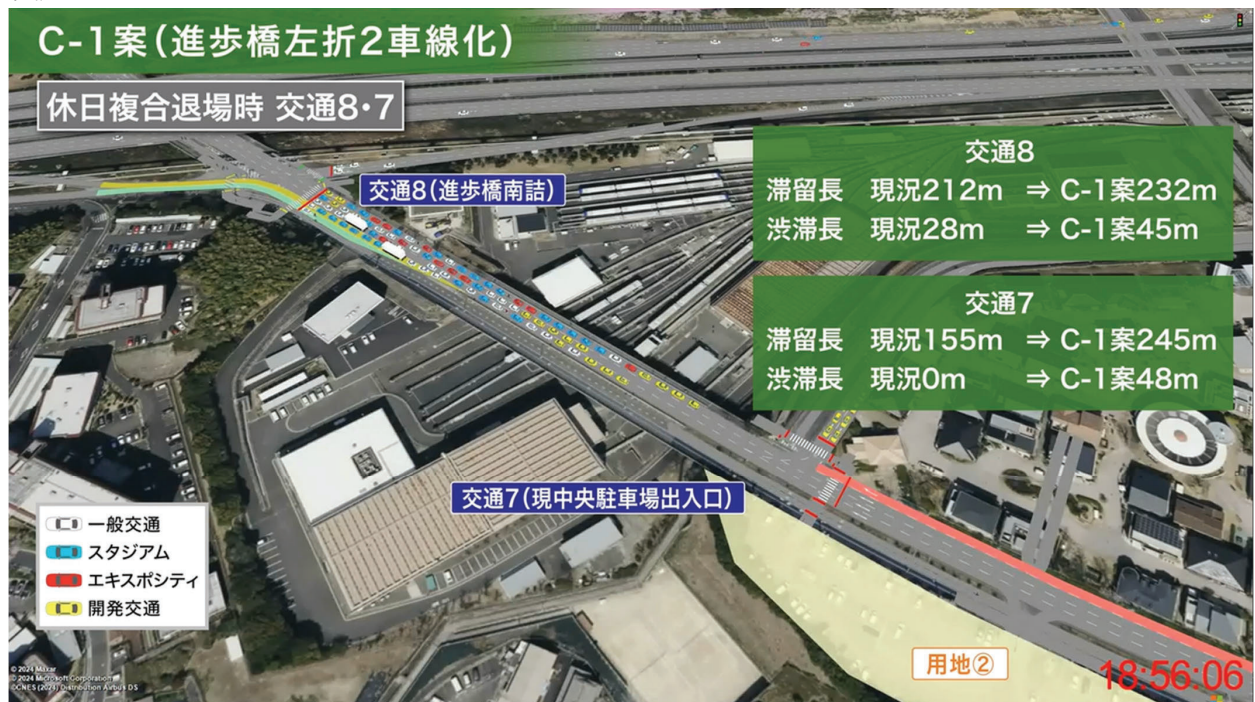 C-1案(進歩橋左折2車線化)
休日複合退場時 交通8・7
交通8
滞留長 現況212m ⇒ C-1案232m
渋滞長 現況28m ⇒ C-1案45m
交通8(進歩橋南詰)
交通7
滞留長 現況155m ⇒ C-1案245m
渋滞長 現況0m ⇒ C-1案48m
交通7(現中央駐車場出入口)
一般交通
スタジアム
エキスポシティ
開発交通
用地②
© 2024 Maxar
© 2024 Microsoft Corporation
©CNES (2024) Distribution Airbus DS
18:56:06